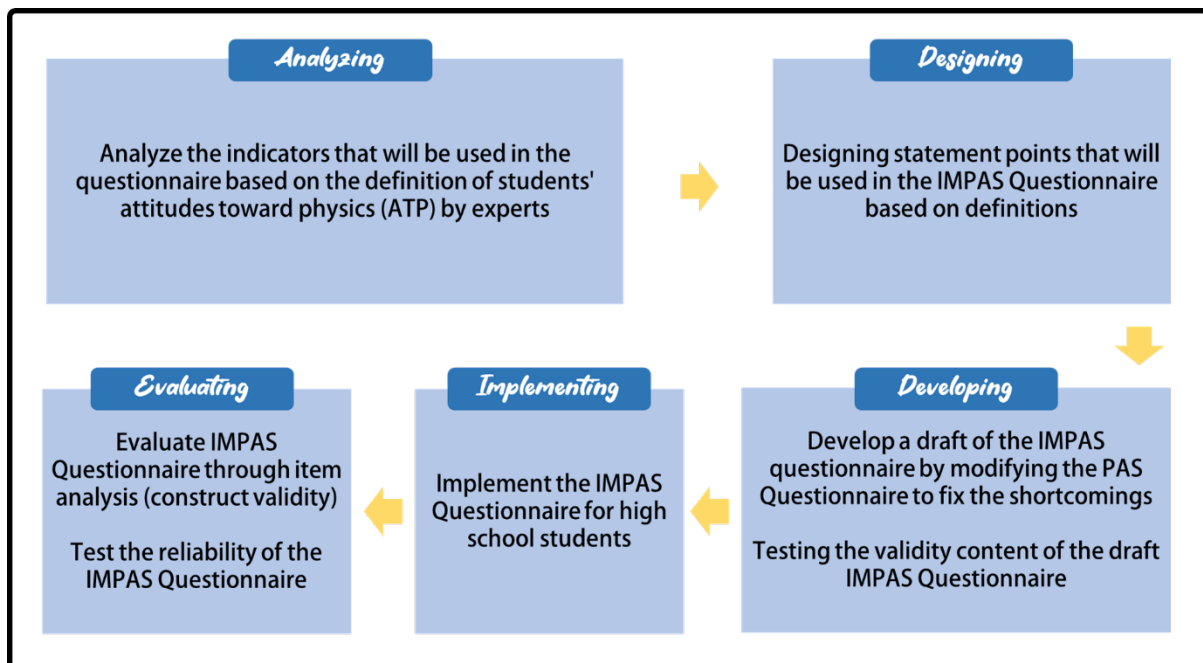 Analyzing
Analyze the indicators that will be used in the
questionnaire based on the definition of students'
attitudes toward physics (ATP) by experts
Designing
Designing statement points that will
be used in the IMPAS Questionnaire
based on definitions
Developing
Develop a draft of the IMPAS
questionnaire by modifying the PAS
Questionnaire to fix the shortcomings
Testing the validity content of the draft
IMPAS Questionnaire
Implementing
Implement the IMPAS
Questionnaire for high
school students
Evaluating
Evaluate IMPAS
Questionnaire through item
analysis (construct validity)
Test the reliability of the
IMPAS Questionnaire